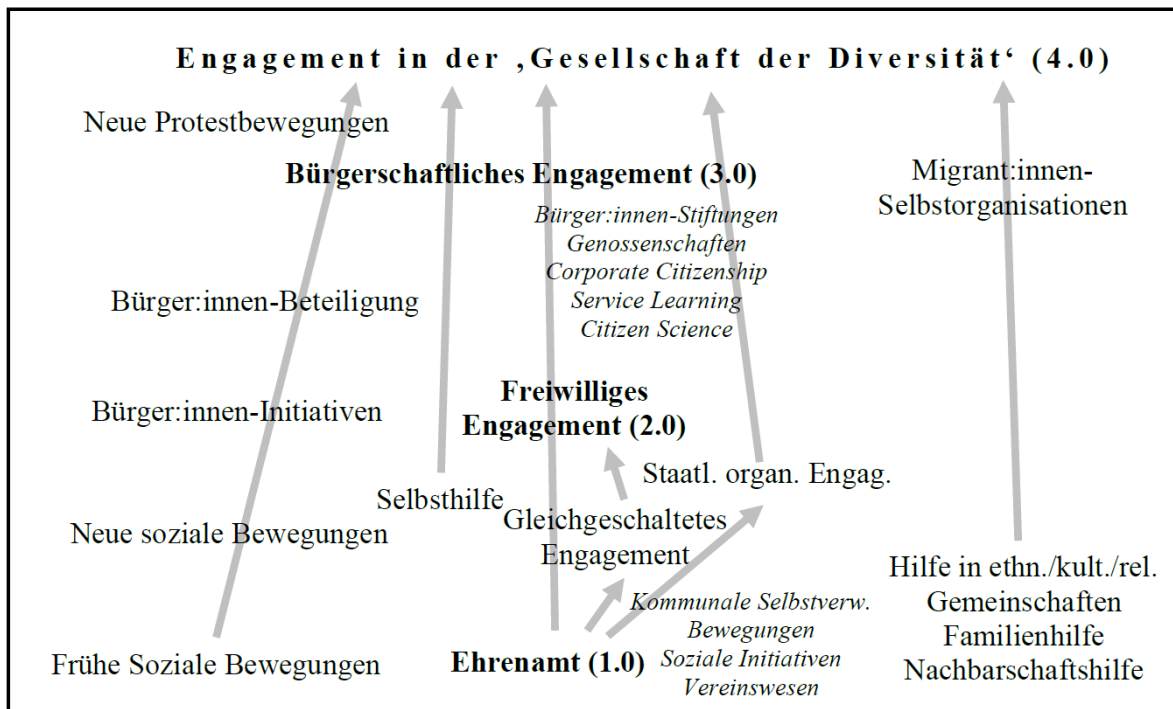 Engagement in der ‚Gesellschaft der Diversität‘ (4.0)
Neue Protestbewegungen
Bürgerschaftliches Engagement (3.0)
Migrant:innen-
Selbstorganisationen
Bürger:innen-Stiftungen
Genossenschaften
Corporate Citizenship
Service Learning
Citizen Science
Bürger:innen-Beteiligung
Freiwilliges
Engagement (2.0)
Bürger:innen-Initiativen
Staatl. organ. Engag.
Selbsthilfe
Gleichgeschaltetes
Engagement
Neue soziale Bewegungen
Hilfe in ethn./kult./rel.
Gemeinschaften
Familienhilfe
Nachbarschaftshilfe
Kommunale Selbstverw.
Bewegungen
Soziale Initiativen
Vereinswesen
Ehrenamt (1.0)
Frühe Soziale Bewegungen